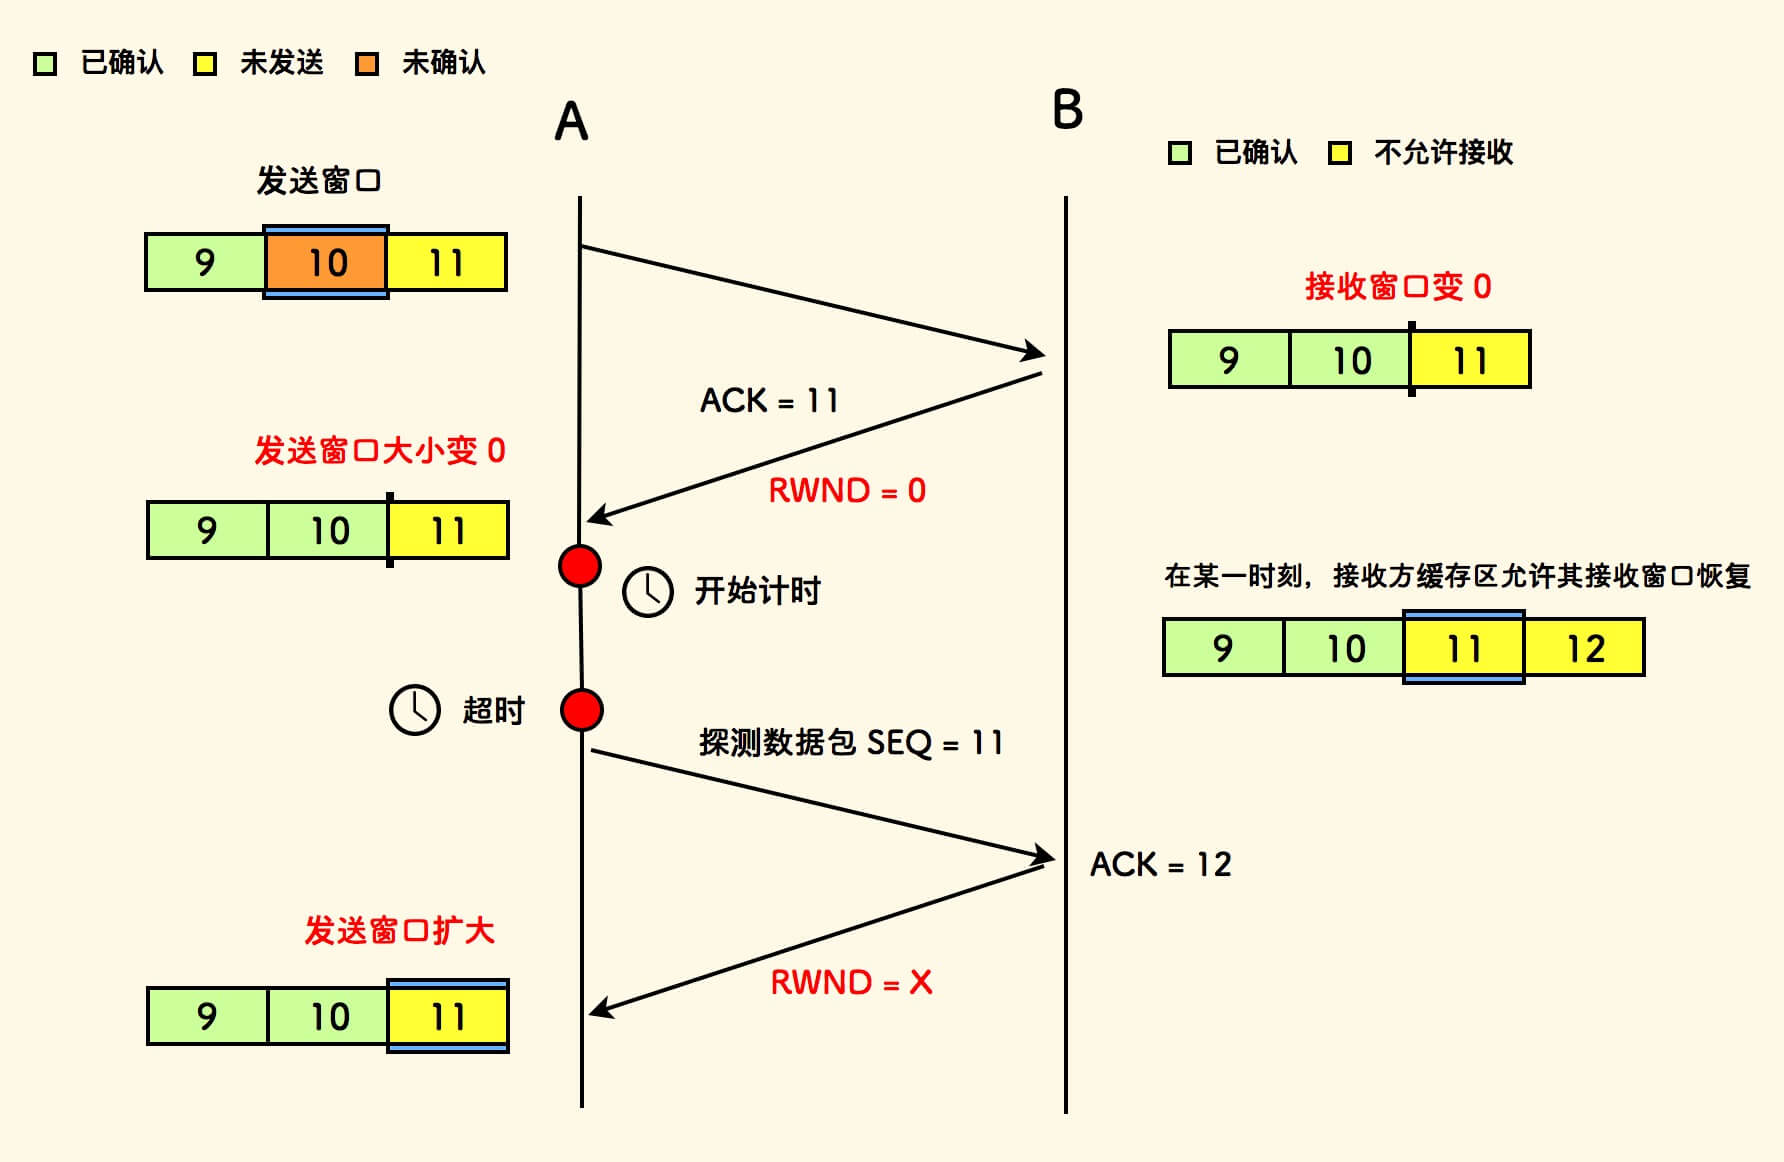 已确认 未发送 未确认
A
B
已确认 不允许接收
发送窗口
9 10 11
接收窗口变 0
9 10 11
ACK = 11
发送窗口大小变 0
RWND = 0
9 10 11
开始计时
在某一时刻，接收方缓存区允许其接收窗口恢复
9 10 11 12
超时
探测数据包 SEQ = 11
ACK = 12
发送窗口扩大
RWND = X
9 10 11